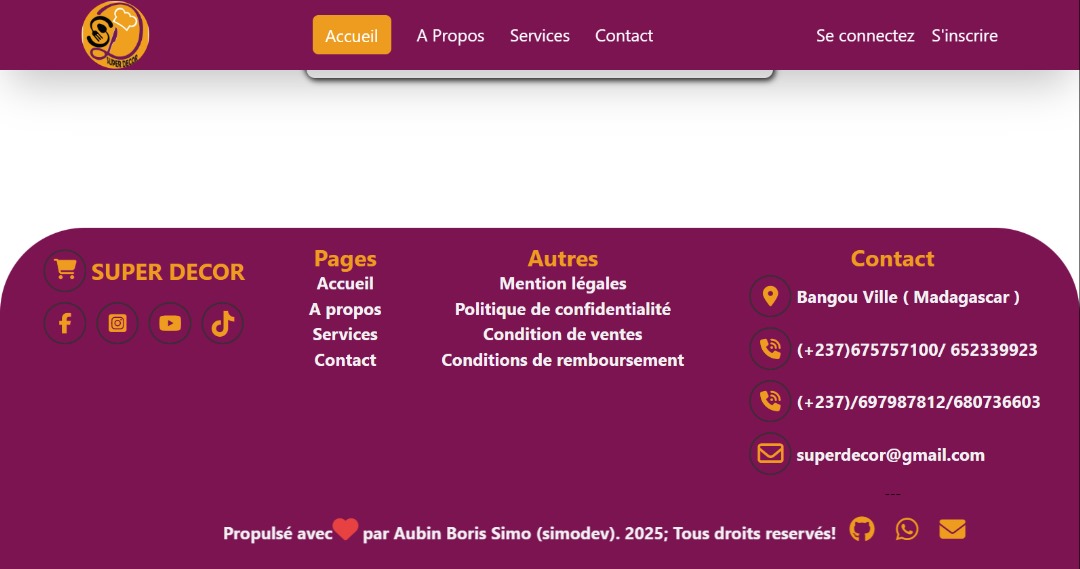 SUPER DECOR
Accueil
A Propos
Services
Contact
Se connectez
S'inscrire
SUPER DECOR
Pages
Accueil
A propos
Services
Contact
Autres
Mention légales
Politique de confidentialité
Condition de ventes
Conditions de remboursement
Contact
Bangou Ville ( Madagascar )
(+237)675757100/ 652339923
(+237)/697987812/680736603
superdecor@gmail.com
---
Propulsé avec par Aubin Boris Simo (simodev). 2025; Tous droits reservés!